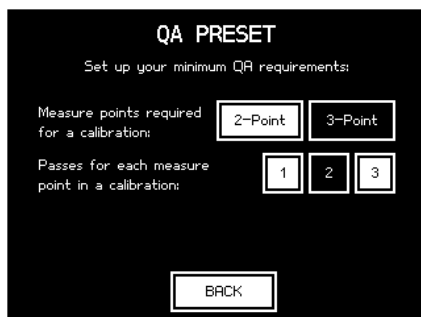 QA PRESET
Set up your minimum QA requirements:
Measure points required
for a calibration:
2-Point
3-Point
Passes for each measure
point in a calibration:
1
2
3
BACK